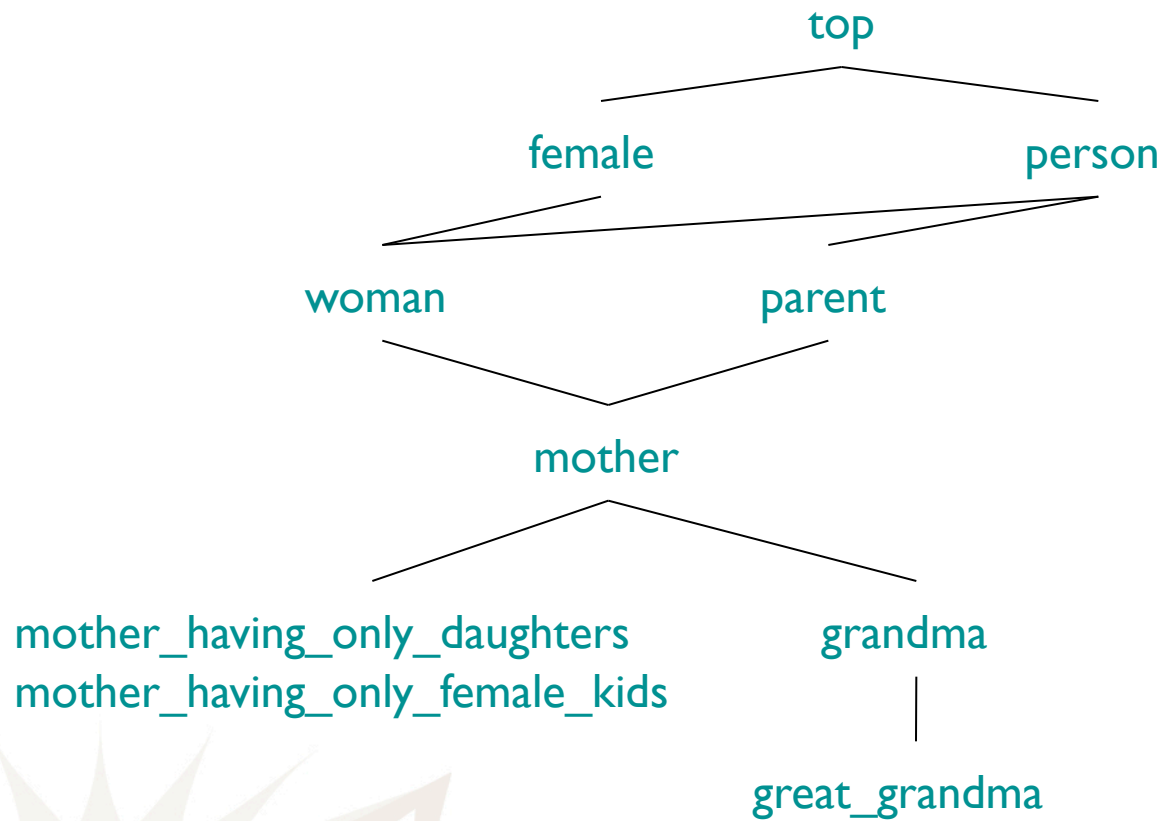 top
female person
woman parent
mother
mother_having_only_daughters grandma
mother_having_only_female_kids
great_grandma